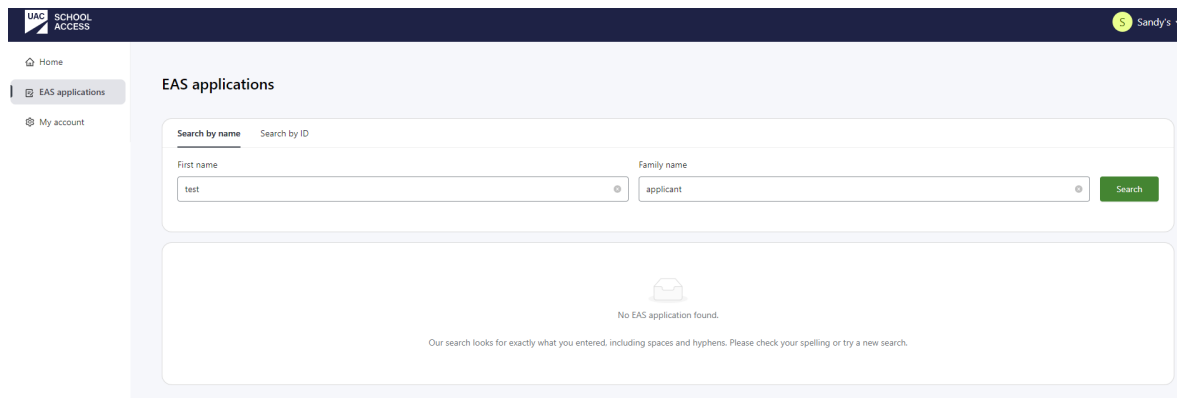 UAC SCHOOL ACCESS
S Sandy's
Home
EAS applications
My account
EAS applications
Search by name Search by ID
First name Family name
test applicant Search
No EAS application found.
Our search looks for exactly what you entered, including spaces and hyphens. Please check your spelling or try a new search.